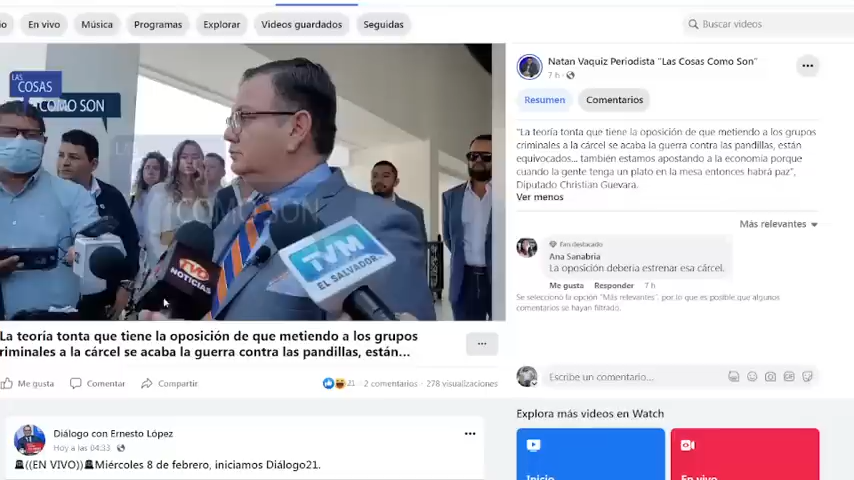 io
En vivo
Música
Programas
Explorar
Videos guardados
Seguidas
Buscar videos
LAS
COSAS
COMO SON
COMO SON
TVO
NOTICIAS
TVM
EL SALVADOR
Natan Vaquiz Periodista "Las Cosas Como Son"
7 h ·
Resumen
Comentarios
"La teoría tonta que tiene la oposición de que metiendo a los grupos
criminales a la cárcel se acaba la guerra contra las pandillas, están
equivocados... también estamos apostando a la economía porque
cuando la gente tenga un plato en la mesa entonces habrá paz",
Diputado Christian Guevara.
Ver menos
Más relevantes
Fan destacado
Ana Sanabria
La oposición debería estrenar esa cárcel.
Me gusta
Responder
7 h
Se seleccionó la opción "Más relevantes", por lo que es posible que algunos
comentarios se hayan filtrado.
Escribe un comentario...
La teoría tonta que tiene la oposición de que metiendo a los grupos
riminales a la cárcel se acaba la guerra contra las pandillas, están...
Me gusta
Comentar
Compartir
21
2 comentarios · 278 visualizaciones
Diálogo con Ernesto López
Hoy a las 04:33 ·
((EN VIVO)) Miércoles 8 de febrero, iniciamos Diálogo21.
Explora más videos en Watch
Inicio
En vivo